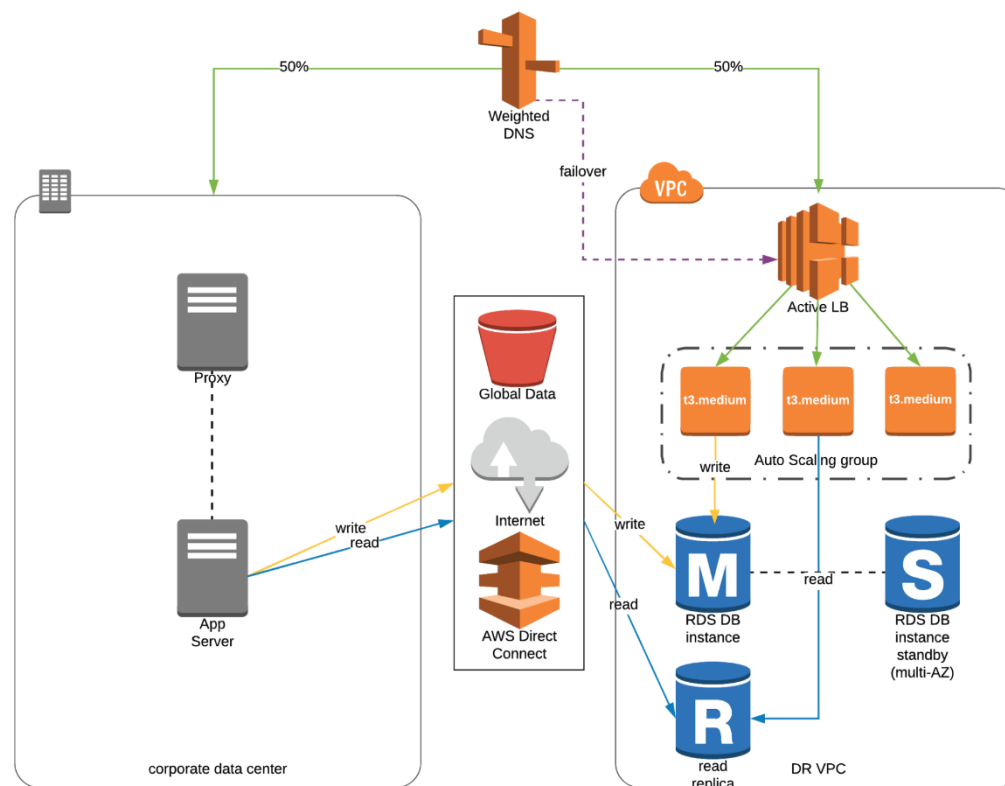 50%
50%
Weighted
DNS
failover
VPC
Active LB
Proxy
Global Data
t3.medium
t3.medium
t3.medium
Auto Scaling group
write
Internet
write
read
write
read
App
Server
AWS Direct
Connect
read
M
S
RDS DB
instance
RDS DB
instance
standby
(multi-AZ)
R
read
replica
corporate data center
DR VPC